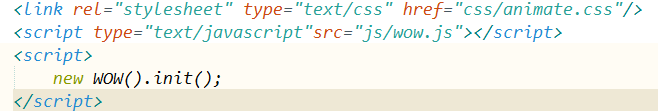 <link rel="stylesheet" type="text/css" href="css/animate.css"/>
<script type="text/javascript"src="js/wow.js"></script>
<script>
    new WOW().init();
</script>